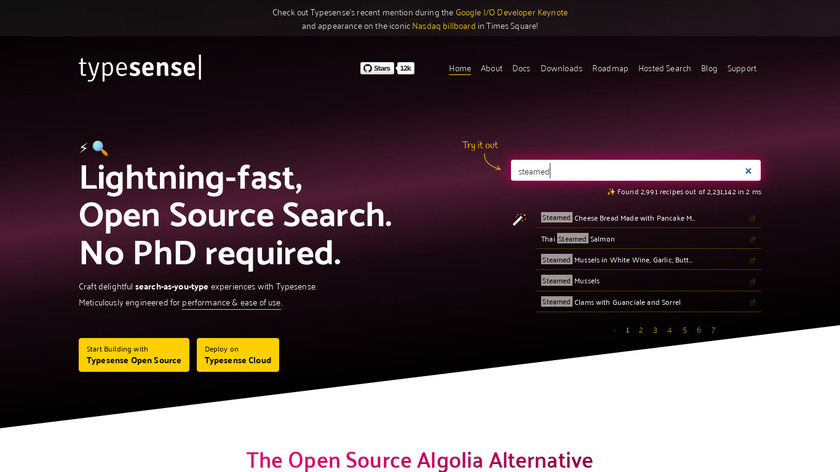 Check out Typesense's recent mention during the Google I/O Developer Keynote
and appearance on the iconic Nasdaq billboard in Times Square!
typesense
Stars 12k
Home About Docs Downloads Roadmap Hosted Search Blog Support
Lightning-fast,
Open Source Search.
No PhD required.
Craft delightful search-as-you-type experiences with Typesense.
Meticulously engineered for performance & ease of use.
Start Building with
Typesense Open Source
Deploy on
Typesense Cloud
Try it out
steamed
Found 2,991 recipes out of 2,231,142 in 2 ms
Steamed Cheese Bread Made with Pancake M...
Thai Steamed Salmon
Steamed Mussels in White Wine, Garlic, Butt...
Steamed Mussels
Steamed Clams with Guanciale and Sorrel
1 2 3 4 5 6 7
The Open Source Algolia Alternative